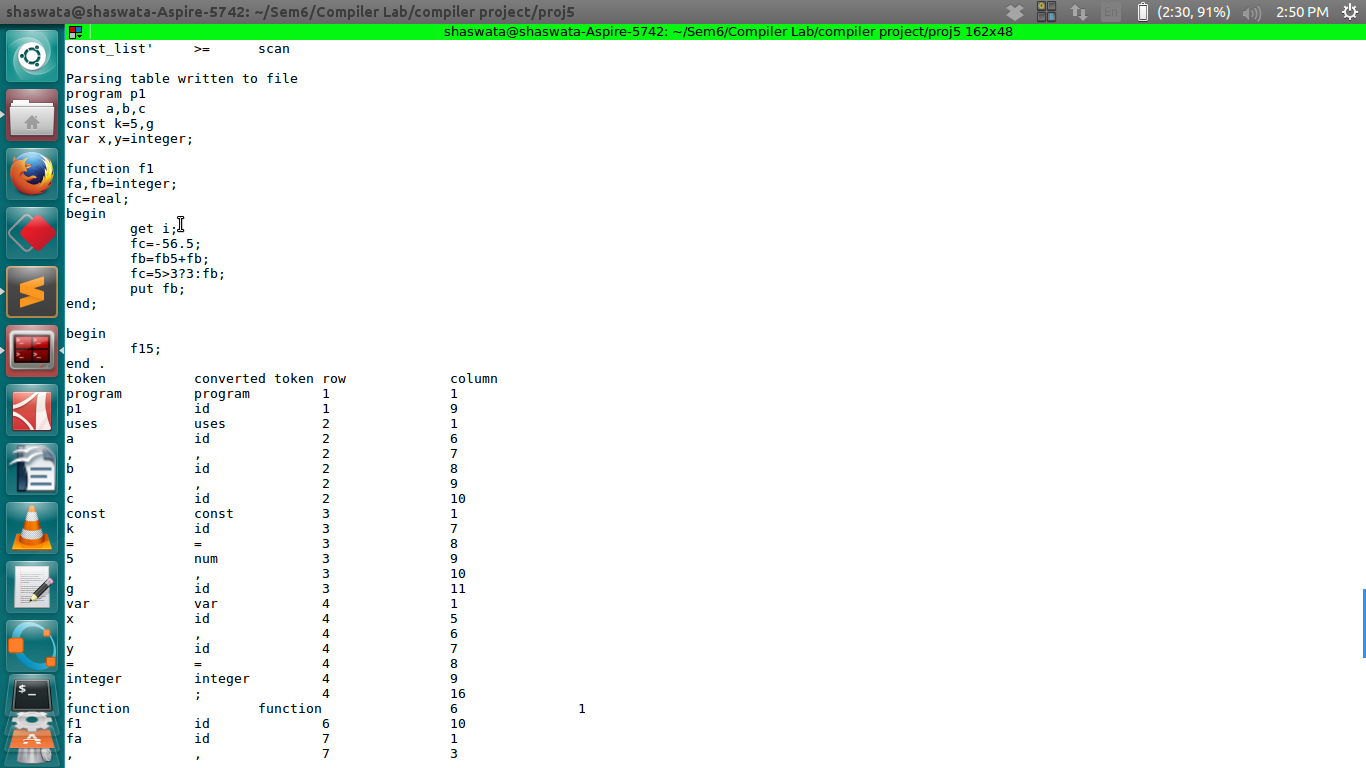 shaswata@shaswata-Aspire-5742: ~/Sem6/Compiler Lab/compiler project/proj5 En (2:30, 91%) 2:50 PM
shaswata@shaswata-Aspire-5742: ~/Sem6/Compiler Lab/compiler project/proj5 162x48
const_list' >= scan
Parsing table written to file
program p1
uses a,b,c
const k=5,g
var x,y=integer;
function f1
fa,fb=integer;
fc=real;
begin
get i;
fc=-56.5;
fb=fb5+fb;
fc=5>3?3:fb;
put fb;
end;
begin
f15;
end .
token converted token row column
program program 1 1
p1 id 1 9
uses uses 2 1
a id 2 6
, , 2 7
b id 2 8
, , 2 9
c id 2 10
const const 3 1
k id 3 7
= = 3 8
5 num 3 9
, , 3 10
g id 3 11
var var 4 1
x id 4 5
, , 4 6
y id 4 7
= = 4 8
integer integer 4 9
; ; 4 16
function function 6 1
f1 id 6 10
fa id 7 1
, , 7 3